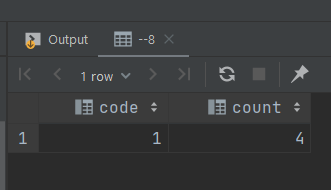 Output --8
1 row
code count
1 1 4